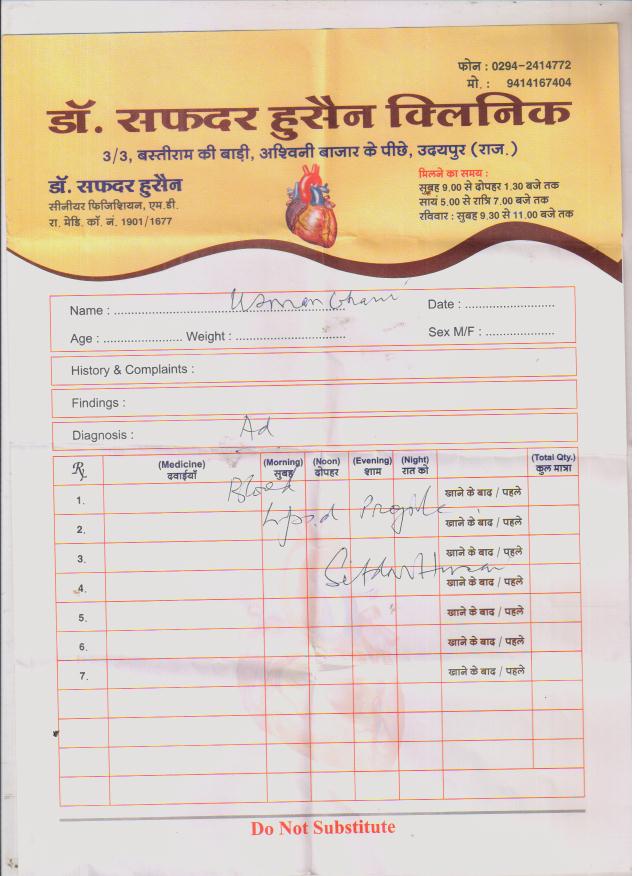 फोन : 0294-2414772
मो. : 9414167404
डॉ. सफदर हुसैन क्लिनिक
3/3, बस्तीराम की बाड़ी, अश्विनी बाजार के पीछे, उदयपुर (राज.)
डॉ. सफदर हुसैन
सीनीयर फिजिशियन, एम.डी.
रा. मेडि. कॉ. नं. 1901/1677
मिलने का समय :
सुबह 9.00 से दोपहर 1.30 बजे तक
सायं 5.00 से रात्रि 7.00 बजे तक
रविवार : सुबह 9.30 से 11.00 बजे तक
Name : Usman Ghani Date :
Age : Weight : Sex M/F :
History & Complaints :
Findings :
Diagnosis : Ad
Rx (Medicine) (Morning) (Noon) (Evening) (Night) (Total Qty.)
दवाईयाँ सुबह दोपहर शाम रात को कुल मात्रा
1. Blood खाने के बाद / पहले
2. Lipid Profile खाने के बाद / पहले
3. खाने के बाद / पहले
4. Safdar Husain खाने के बाद / पहले
5. खाने के बाद / पहले
6. खाने के बाद / पहले
7. खाने के बाद / पहले
Do Not Substitute